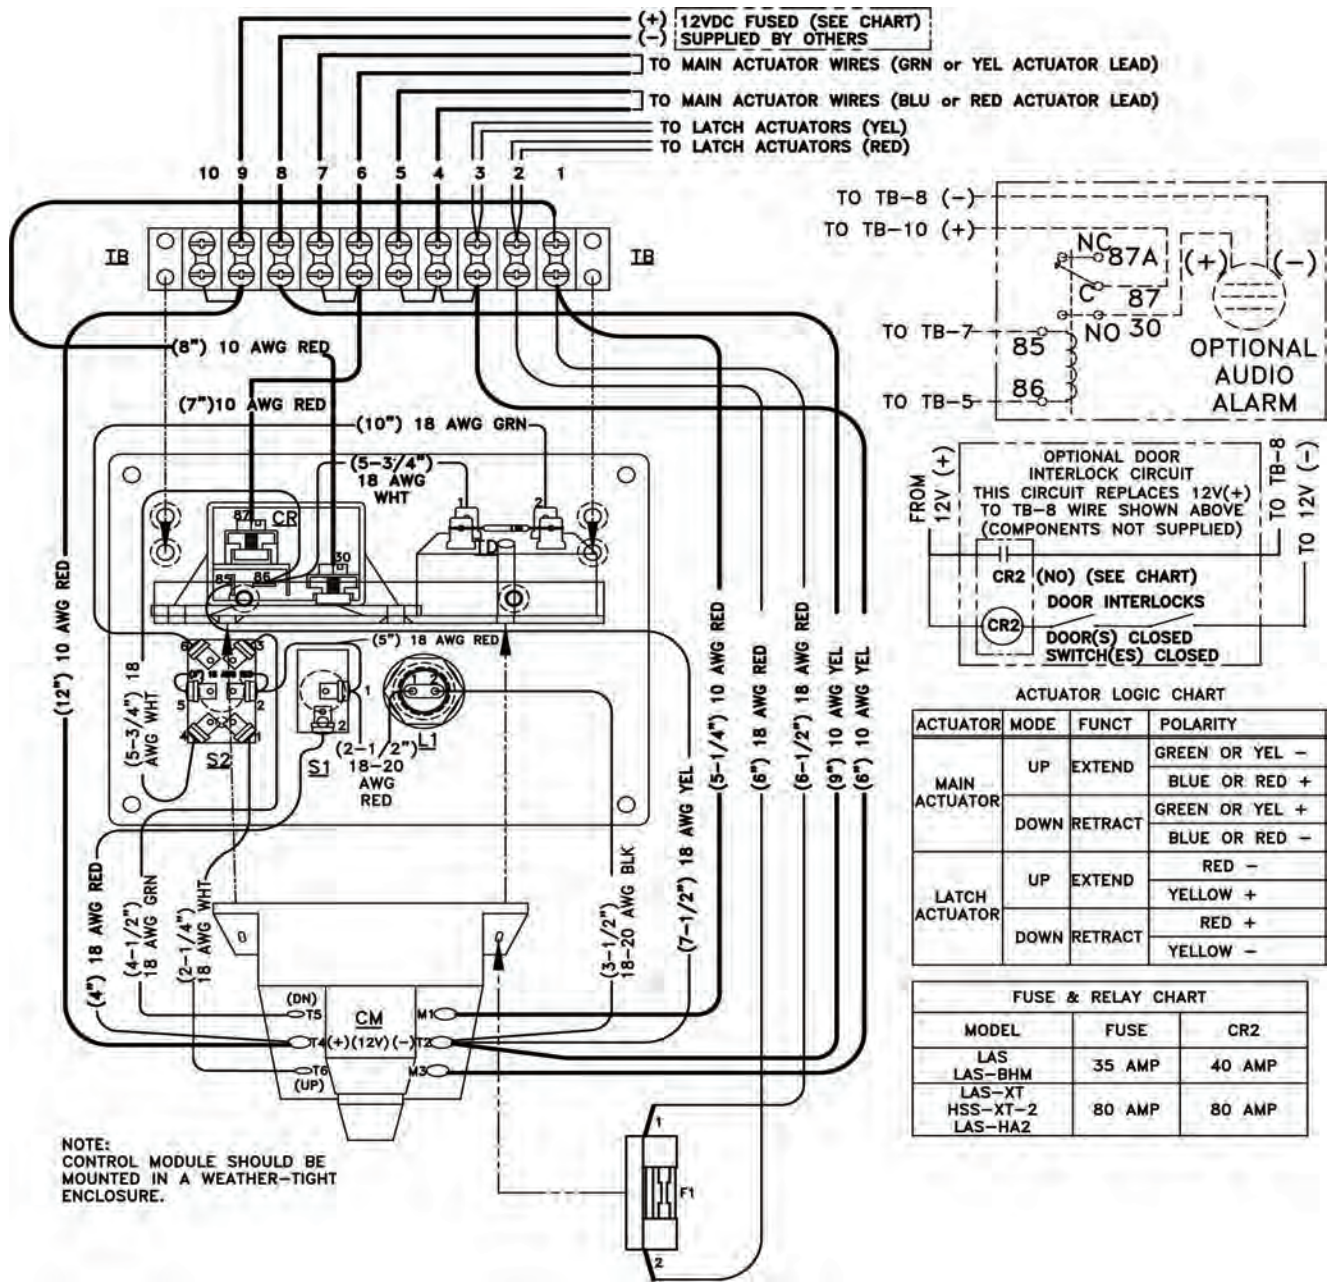 (+) 12VDC FUSED (SEE CHART)
(-) SUPPLIED BY OTHERS
TO MAIN ACTUATOR WIRES (GRN or YEL ACTUATOR LEAD)
TO MAIN ACTUATOR WIRES (BLU or RED ACTUATOR LEAD)
TO LATCH ACTUATORS (YEL)
TO LATCH ACTUATORS (RED)
10 9 8 7 6 5 4 3 2 1
TB
TB
(8") 10 AWG RED
(7")10 AWG RED
(10") 18 AWG GRN
(5-3/4")
18 AWG
WHT
1
2
87
CR
30
TD
85
86
(12") 10 AWG RED
(5") 18 AWG RED
6
3
5
2
4
1
S2
1
2
S1
2
L1
(2-1/2")
18-20
AWG
RED
(5-3/4") 18
AWG WHT
(4") 18 AWG RED
(4-1/2")
18 AWG GRN
(2-1/4")
18 AWG WHT
(3-1/2")
18-20 AWG BLK
(7-1/2") 18 AWG YEL
(5-1/4") 10 AWG RED
(6") 18 AWG RED
(6-1/2") 18 AWG RED
(9") 10 AWG YEL
(6") 10 AWG YEL
(DN)
T5
CM
M1
T4(+)(12V)(-)T2
T6
(UP)
M3
1
F1
2
NOTE:
CONTROL MODULE SHOULD BE
MOUNTED IN A WEATHER-TIGHT
ENCLOSURE.
TO TB-8 (-)
TO TB-10 (+)
NC 87A
C 87
NO 30
(+)
(-)
TO TB-7
85
TO TB-5
86
OPTIONAL
AUDIO
ALARM
FROM
12V (+)
OPTIONAL DOOR
INTERLOCK CIRCUIT
THIS CIRCUIT REPLACES 12V(+)
TO TB-8 WIRE SHOWN ABOVE
(COMPONENTS NOT SUPPLIED)
TO TB-8
TO 12V (-)
CR2 (NO) (SEE CHART)
DOOR INTERLOCKS
CR2
DOOR(S) CLOSED
SWITCH(ES) CLOSED
ACTUATOR LOGIC CHART
ACTUATOR MODE FUNCT POLARITY
MAIN
ACTUATOR
UP EXTEND
GREEN OR YEL -
BLUE OR RED +
DOWN RETRACT
GREEN OR YEL +
BLUE OR RED -
LATCH
ACTUATOR
UP EXTEND
RED -
YELLOW +
DOWN RETRACT
RED +
YELLOW -
FUSE & RELAY CHART
MODEL FUSE CR2
LAS
LAS-BHM
35 AMP 40 AMP
LAS-XT
HSS-XT-2
LAS-HA2
80 AMP 80 AMP